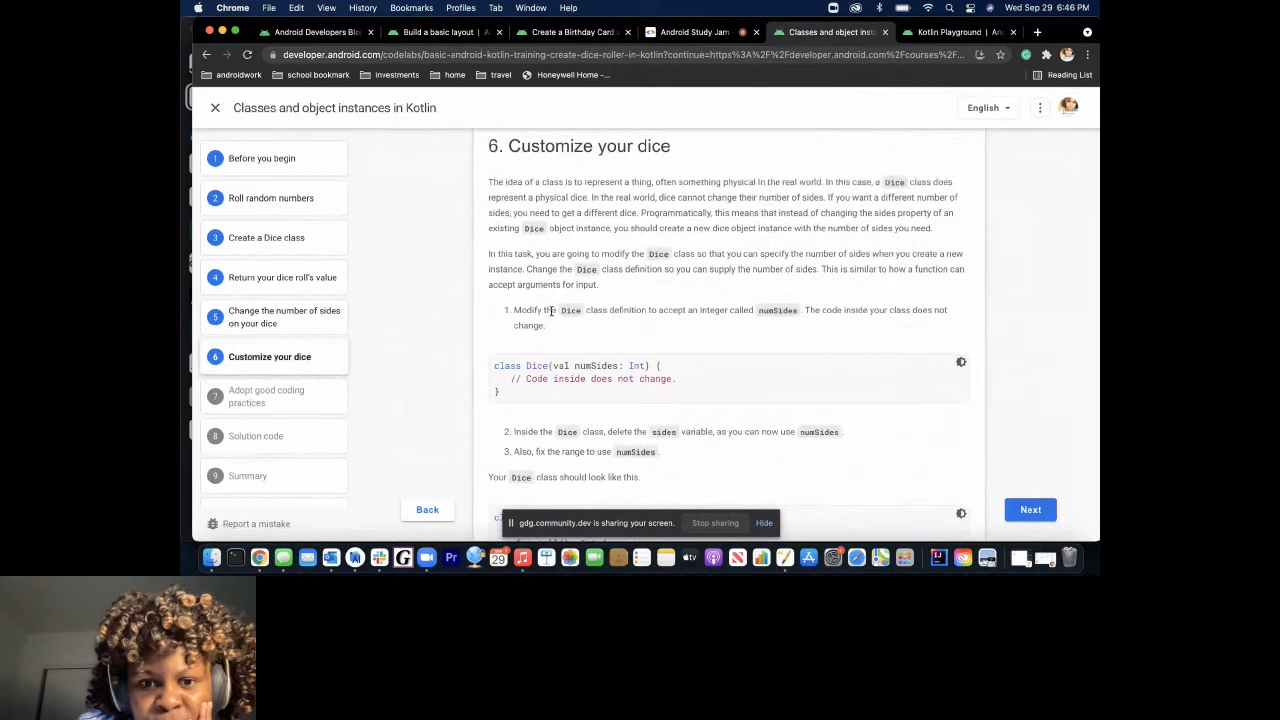 Chrome File Edit View History Bookmarks Profiles Tab Window Help Wed Sep 29 6:46 PM
Android Developers Blo
Build a basic layout | A
Create a Birthday Card a
Android Study Jam
Classes and object insta
Kotlin Playground | And
developer.android.com/codelabs/basic-android-kotlin-training-create-dice-roller-in-kotlin?continue=https%3A%2F%2Fdeveloper.android.com%2Fcourses%2...
androidwork school bookmark investments home travel Honeywell Home -... Reading List
Classes and object instances in Kotlin
English
1 Before you begin
2 Roll random numbers
3 Create a Dice class
4 Return your dice roll's value
5 Change the number of sides
on your dice
6 Customize your dice
7 Adopt good coding
practices
8 Solution code
9 Summary
Report a mistake
6. Customize your dice
The idea of a class is to represent a thing, often something physical in the real world. In this case, a Dice class does
represent a physical dice. In the real world, dice cannot change their number of sides. If you want a different number of
sides, you need to get a different dice. Programmatically, this means that instead of changing the sides property of an
existing Dice object instance, you should create a new dice object instance with the number of sides you need.
In this task, you are going to modify the Dice class so that you can specify the number of sides when you create a new
instance. Change the Dice class definition so you can supply the number of sides. This is similar to how a function can
accept arguments for input.
1. Modify the Dice class definition to accept an integer called numSides. The code inside your class does not
change.
class Dice(val numSides: Int) {
// Code inside does not change.
}
2. Inside the Dice class, delete the sides variable, as you can now use numSides.
3. Also, fix the range to use numSides.
Your Dice class should look like this.
Back
Next
gdg.community.dev is sharing your screen. Stop sharing Hide